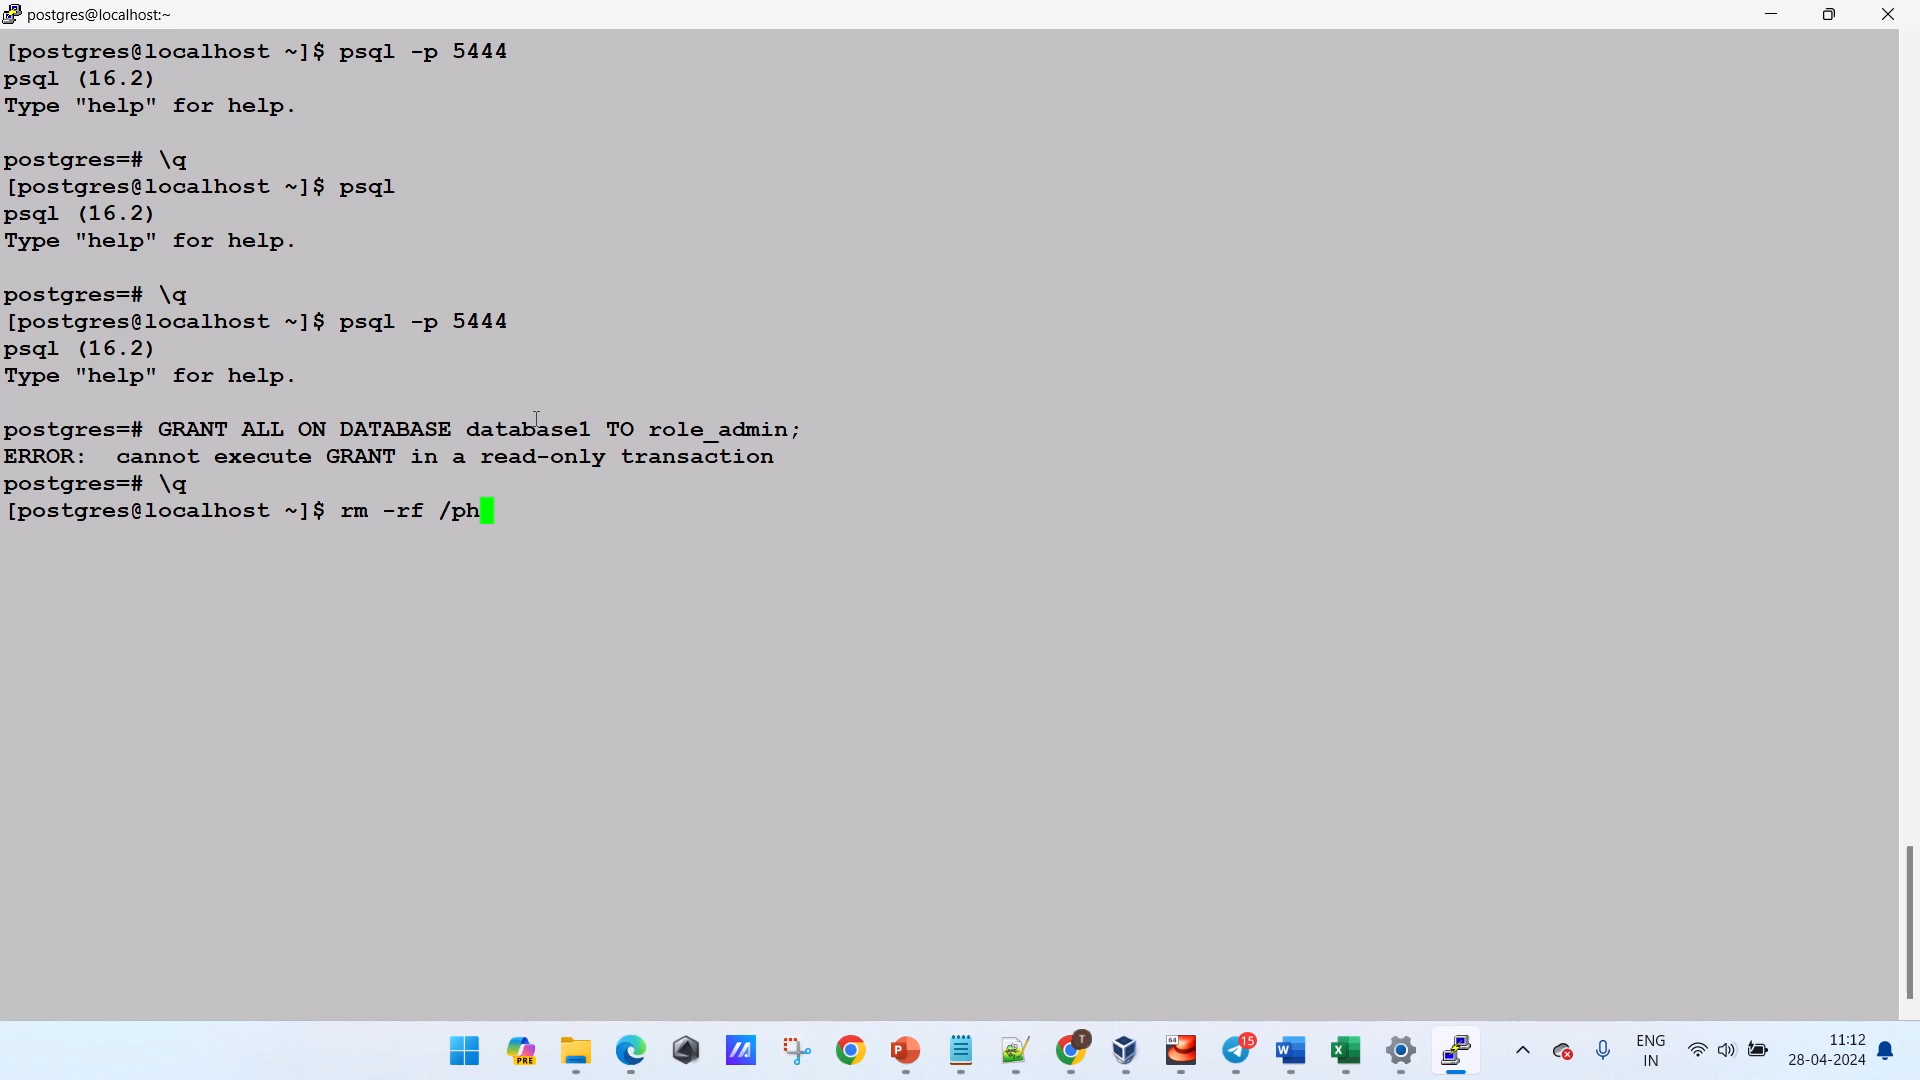 postgres@localhost:~
[postgres@localhost ~]$ psql -p 5444
psql (16.2)
Type "help" for help.
postgres=# \q
[postgres@localhost ~]$ psql
psql (16.2)
Type "help" for help.
postgres=# \q
[postgres@localhost ~]$ psql -p 5444
psql (16.2)
Type "help" for help.
postgres=# GRANT ALL ON DATABASE database1 TO role_admin;
ERROR:  cannot execute GRANT in a read-only transaction
postgres=# \q
[postgres@localhost ~]$ rm -rf /ph
PRE
T
64
15
ENG
IN
11:12
28-04-2024